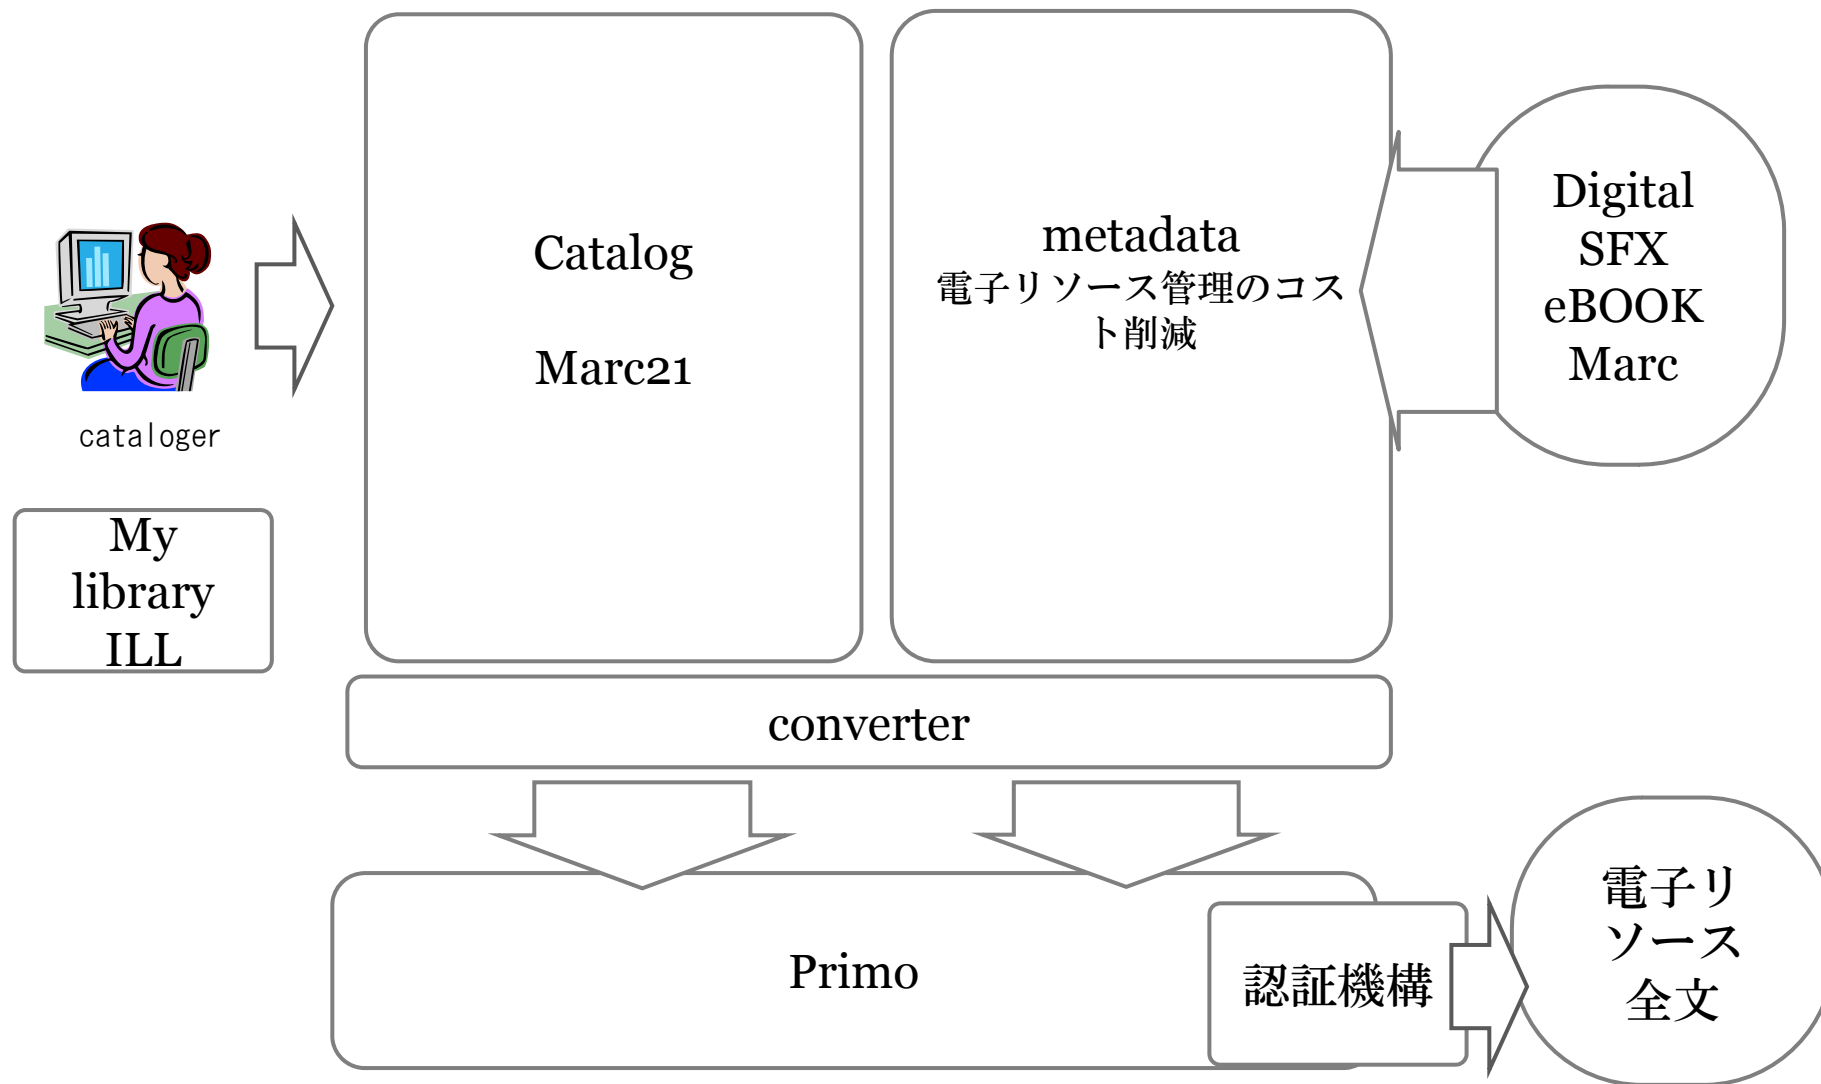 Catalog
Marc21
metadata
電子リソース管理のコス
ト削減
Digital
SFX
eBOOK
Marc
cataloger
My
library
ILL
converter
Primo
認証機構
電子リ
ソース
全文